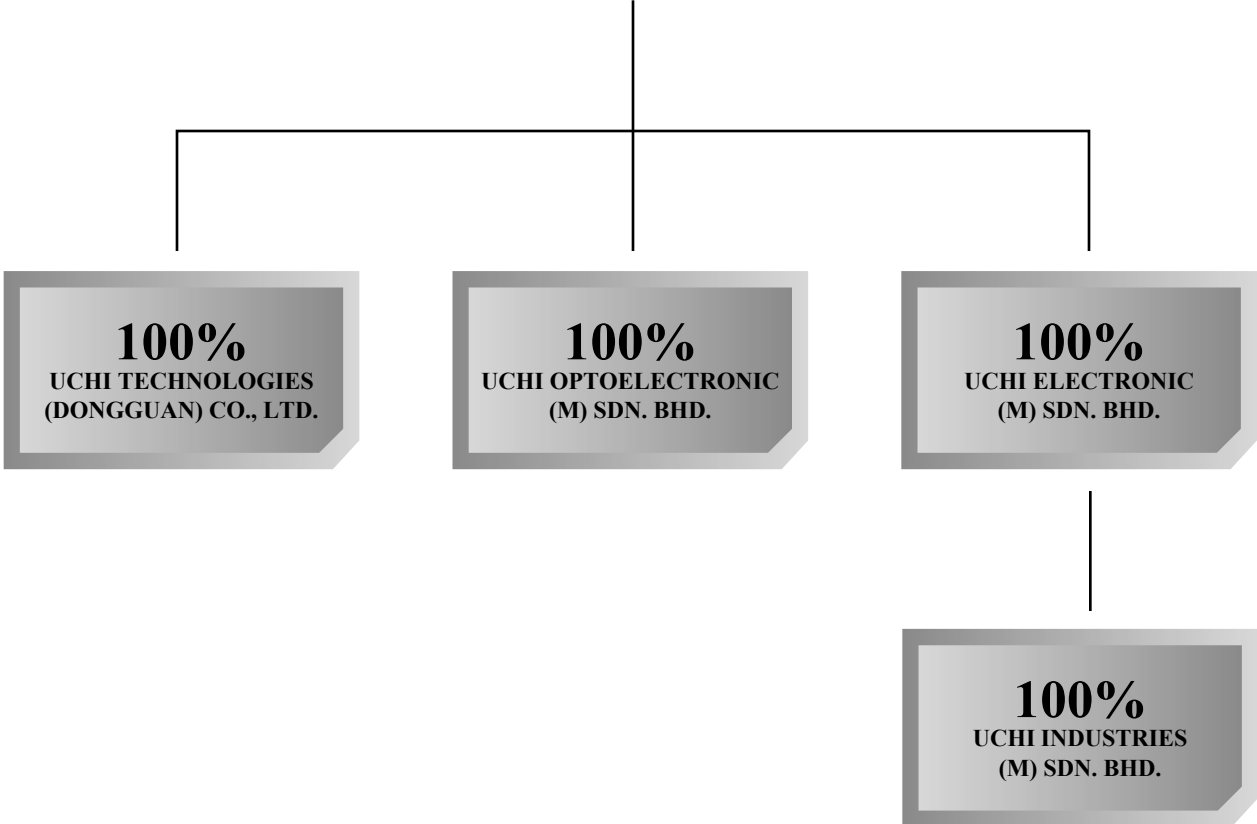 100%
UCHI TECHNOLOGIES
(DONGGUAN) CO., LTD.
100%
UCHI OPTOELECTRONIC
(M) SDN. BHD.
100%
UCHI ELECTRONIC
(M) SDN. BHD.
100%
UCHI INDUSTRIES
(M) SDN. BHD.